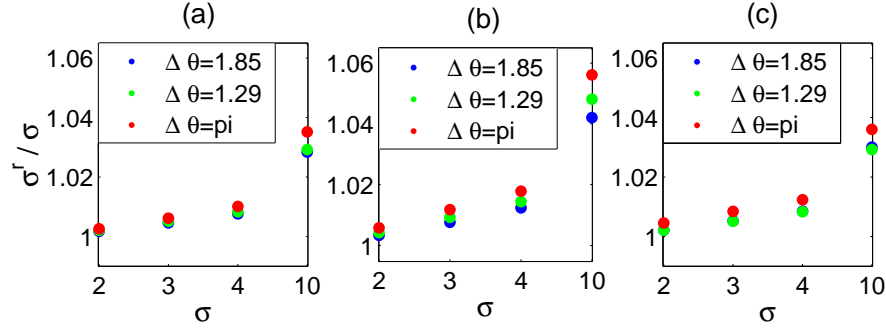 (a)
1.06
Δ θ=1.85
Δ θ=1.29
Δ θ=pi
1.04
1.02
1
σʳ / σ
2 3 4 10
σ
(b)
1.06
Δ θ=1.85
Δ θ=1.29
Δ θ=pi
1.04
1.02
1
2 3 4 10
σ
(c)
1.06
Δ θ=1.85
Δ θ=1.29
Δ θ=pi
1.04
1.02
1
2 3 4 10
σ